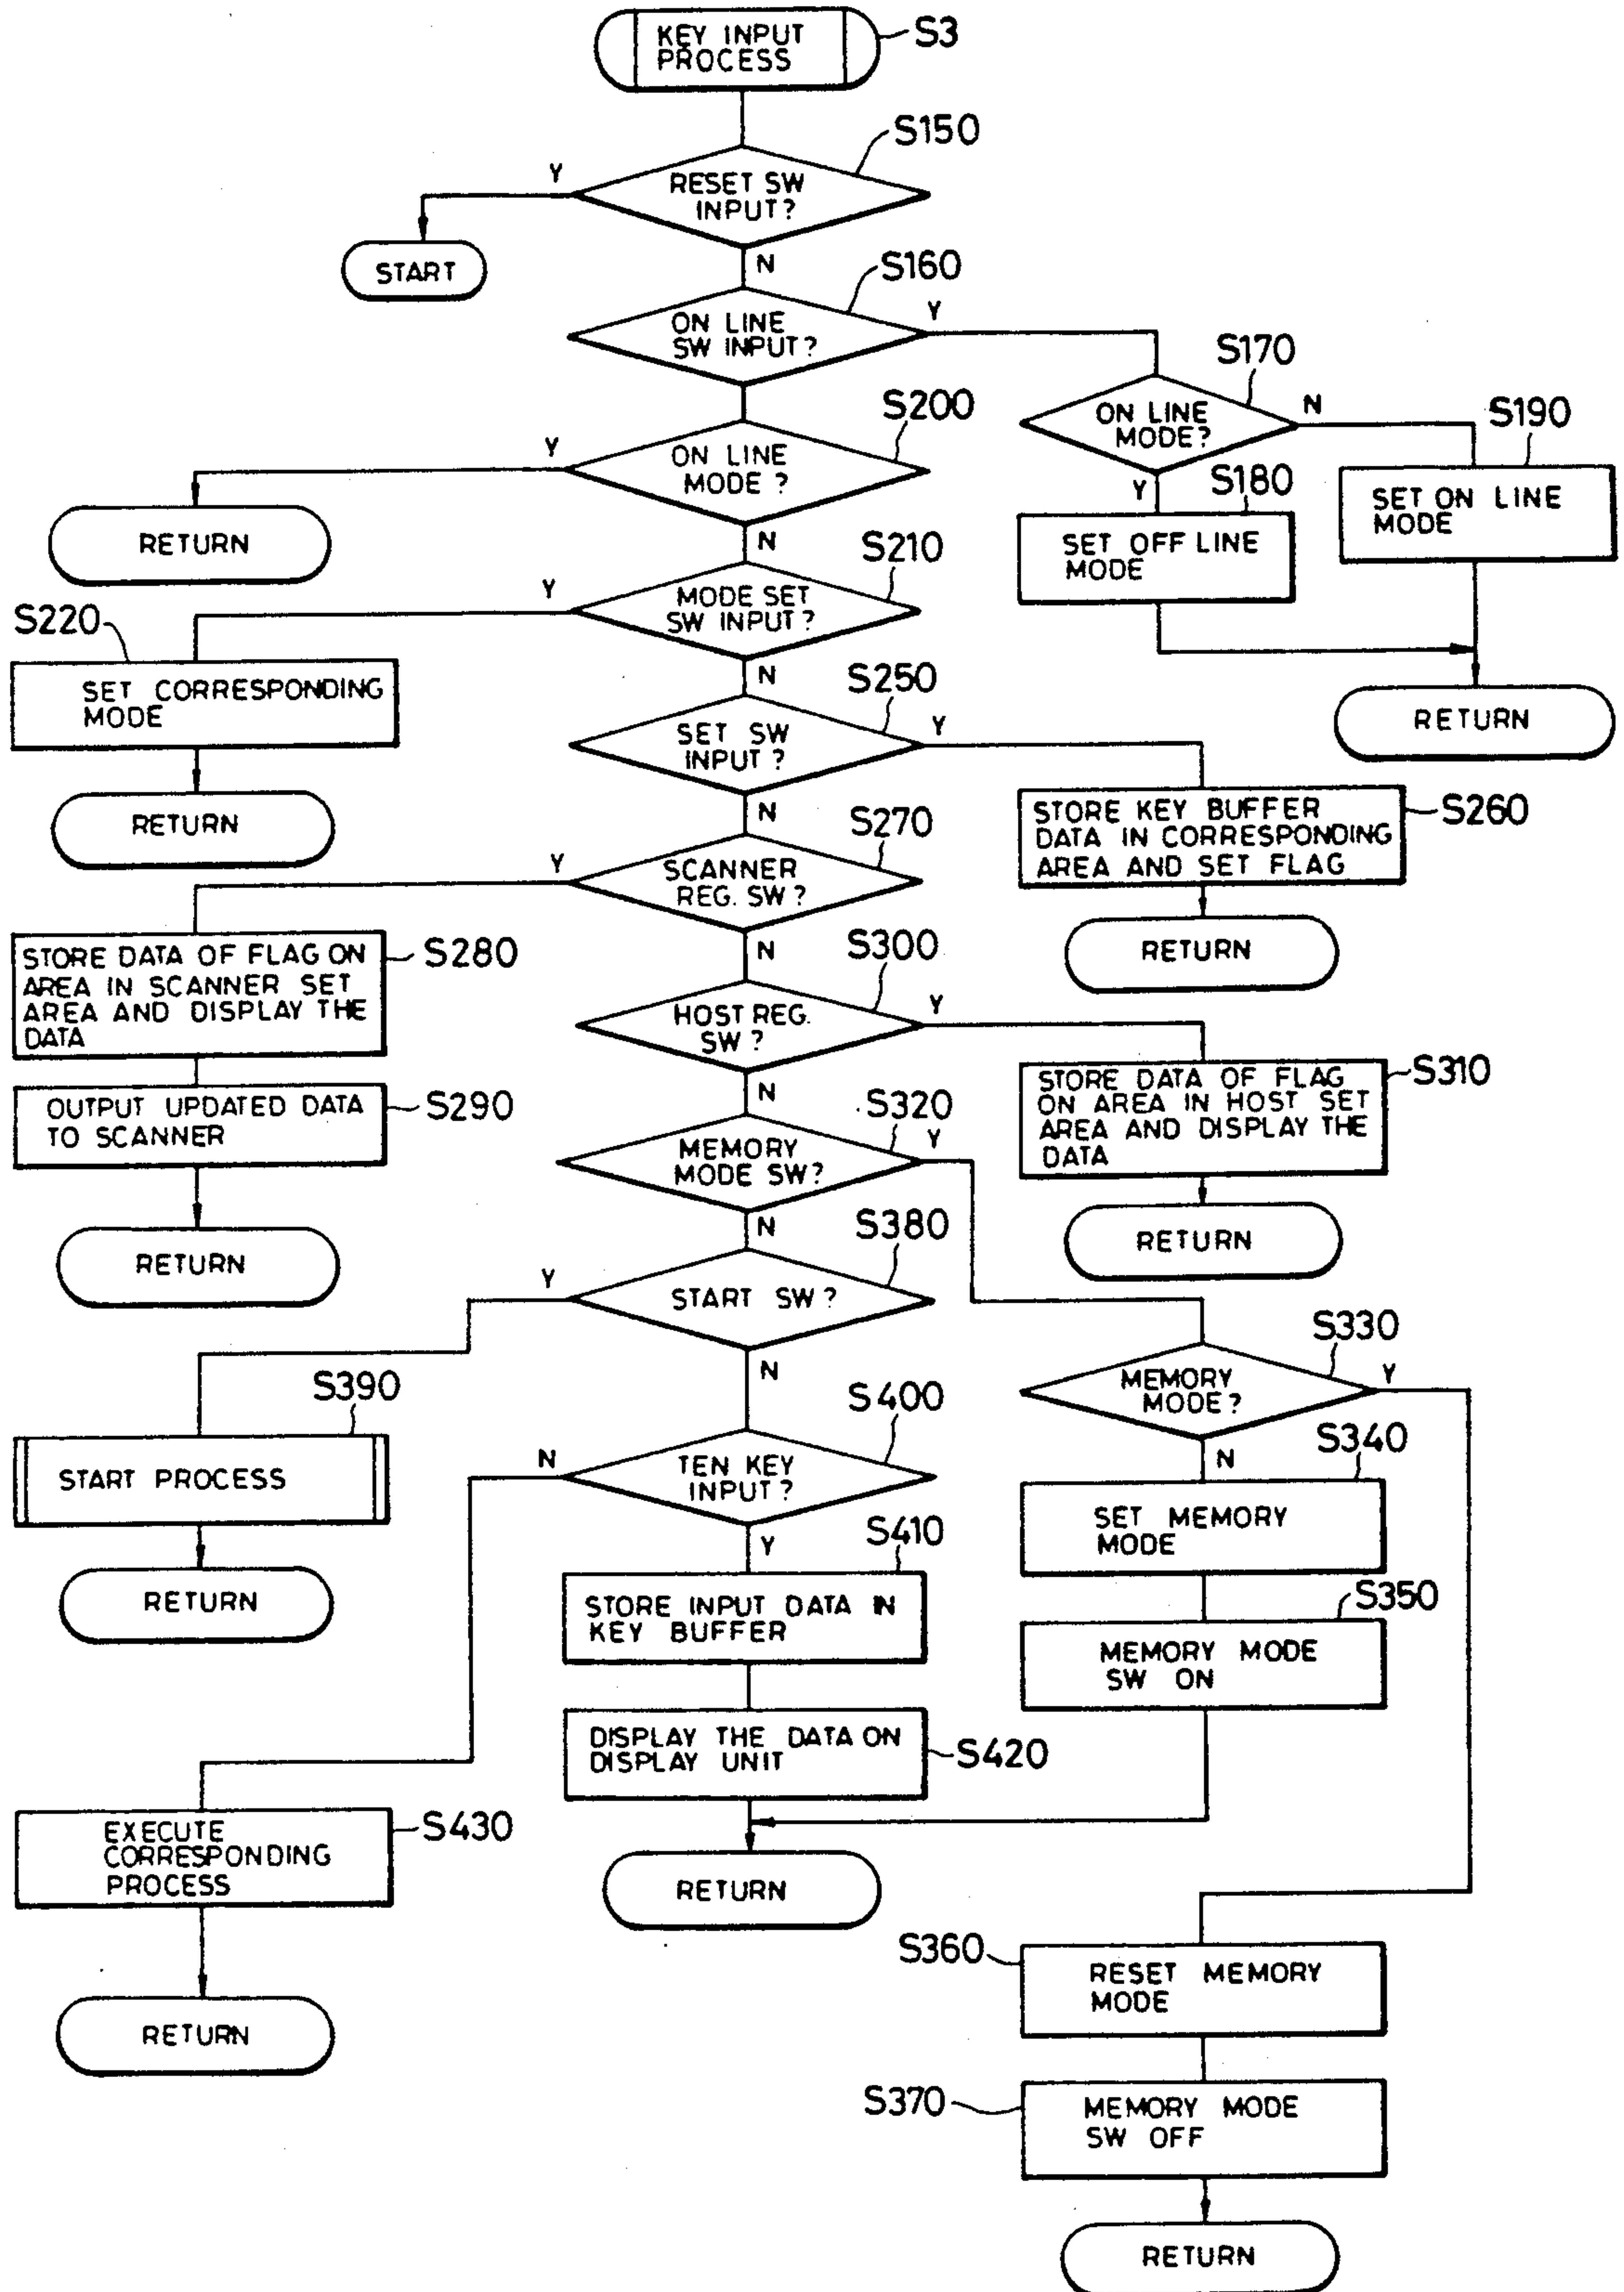 KEY INPUT
PROCESS
S3
S150
Y
RESET SW
INPUT?
START
N
S160
ON LINE
SW INPUT?
Y
S170
ON LINE
MODE?
N
S190
SET ON LINE
MODE
Y
S180
SET OFF LINE
MODE
RETURN
S200
Y
ON LINE
MODE?
RETURN
N
S210
Y
MODE SET
SW INPUT?
S220
SET CORRESPONDING
MODE
RETURN
N
S250
SET SW
INPUT?
Y
STORE KEY BUFFER
DATA IN CORRESPONDING
AREA AND SET FLAG
S260
RETURN
N
S270
Y
SCANNER
REG. SW?
STORE DATA OF FLAG ON
AREA IN SCANNER SET
AREA AND DISPLAY THE
DATA
S280
OUTPUT UPDATED DATA
TO SCANNER
S290
RETURN
N
S300
HOST REG.
SW?
Y
STORE DATA OF FLAG
ON AREA IN HOST SET
AREA AND DISPLAY THE
DATA
S310
RETURN
N
S320
MEMORY
MODE SW?
Y
N
S380
Y
START SW?
S390
START PROCESS
RETURN
N
S400
N
TEN KEY
INPUT?
Y
S410
STORE INPUT DATA IN
KEY BUFFER
DISPLAY THE DATA ON
DISPLAY UNIT
S420
RETURN
EXECUTE
CORRESPONDING
PROCESS
S430
RETURN
S330
MEMORY
MODE?
Y
N
S340
SET MEMORY
MODE
S350
MEMORY MODE
SW ON
S360
RESET MEMORY
MODE
S370
MEMORY MODE
SW OFF
RETURN